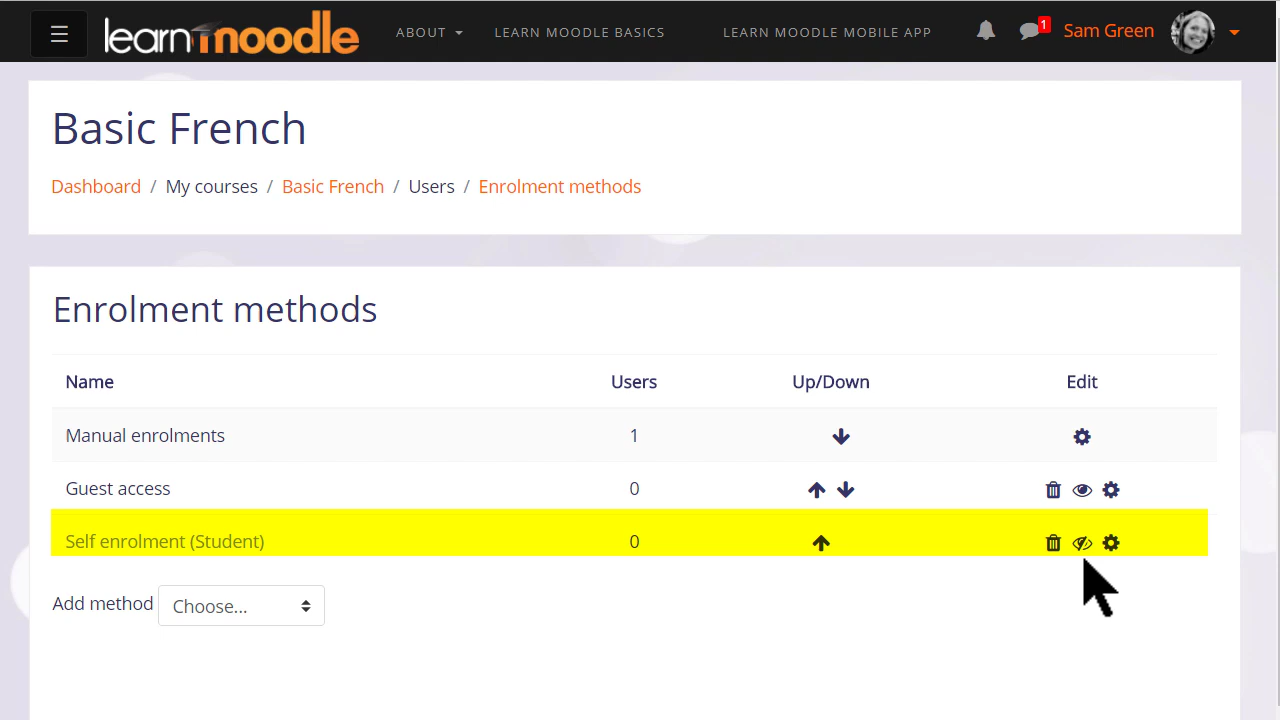 learn moodle ABOUT LEARN MOODLE BASICS LEARN MOODLE MOBILE APP 1 Sam Green
Basic French
Dashboard / My courses / Basic French / Users / Enrolment methods
Enrolment methods
Name Users Up/Down Edit
Manual enrolments 1
Guest access 0
Self enrolment (Student) 0
Add method Choose...